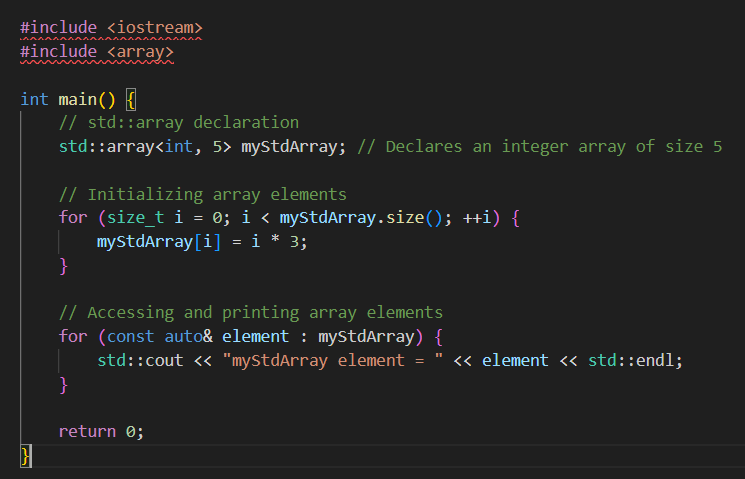 #include <iostream>
#include <array>
int main() {
// std::array declaration
std::array<int, 5> myStdArray; // Declares an integer array of size 5
// Initializing array elements
for (size_t i = 0; i < myStdArray.size(); ++i) {
myStdArray[i] = i * 3;
}
// Accessing and printing array elements
for (const auto& element : myStdArray) {
std::cout << "myStdArray element = " << element << std::endl;
}
return 0;
}